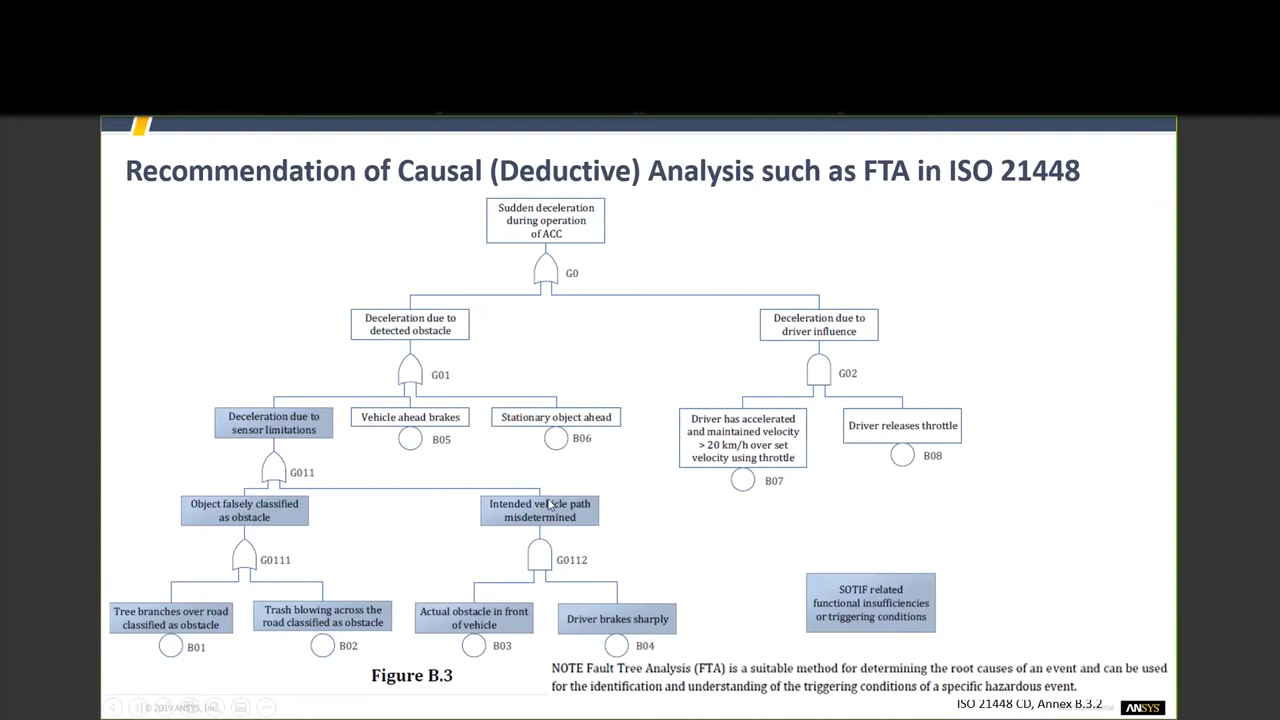 Recommendation of Causal (Deductive) Analysis such as FTA in ISO 21448
Sudden deceleration
during operation
of ACC
G0
Deceleration due to
detected obstacle
Deceleration due to
driver influence
G01
G02
Deceleration due to
sensor limitations
Vehicle ahead brakes
B05
Stationary object ahead
B06
Driver has accelerated
and maintained velocity
> 20 km/h over set
velocity using throttle
B07
Driver releases throttle
B08
G011
Object falsely classified
as obstacle
Intended vehicle path
misdetermined
G0111
G0112
Tree branches over road
classified as obstacle
B01
Trash blowing across the
road classified as obstacle
B02
Actual obstacle in front
of vehicle
B03
Driver brakes sharply
B04
SOTIF related
functional insufficiencies
or triggering conditions
Figure B.3
NOTE Fault Tree Analysis (FTA) is a suitable method for determining the root causes of an event and can be used
for the identification and understanding of the triggering conditions of a specific hazardous event.
© 2019 ANSYS, Inc.
ISO 21448 CD, Annex B.3.2
ANSYS